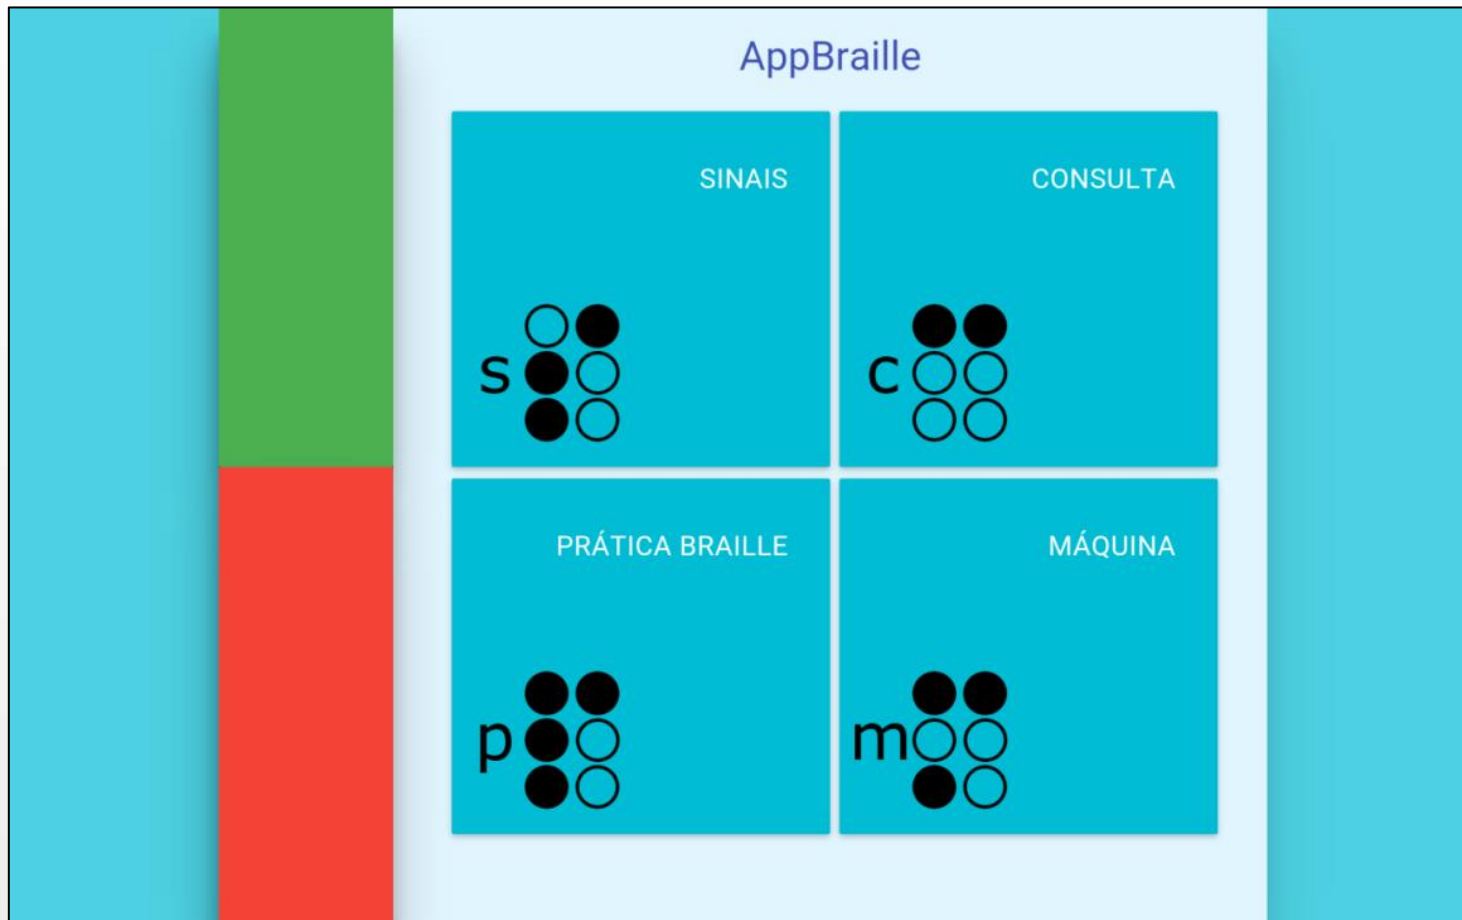 AppBraille
SINAIS
s
CONSULTA
c
PRÁTICA BRAILLE
p
MÁQUINA
m